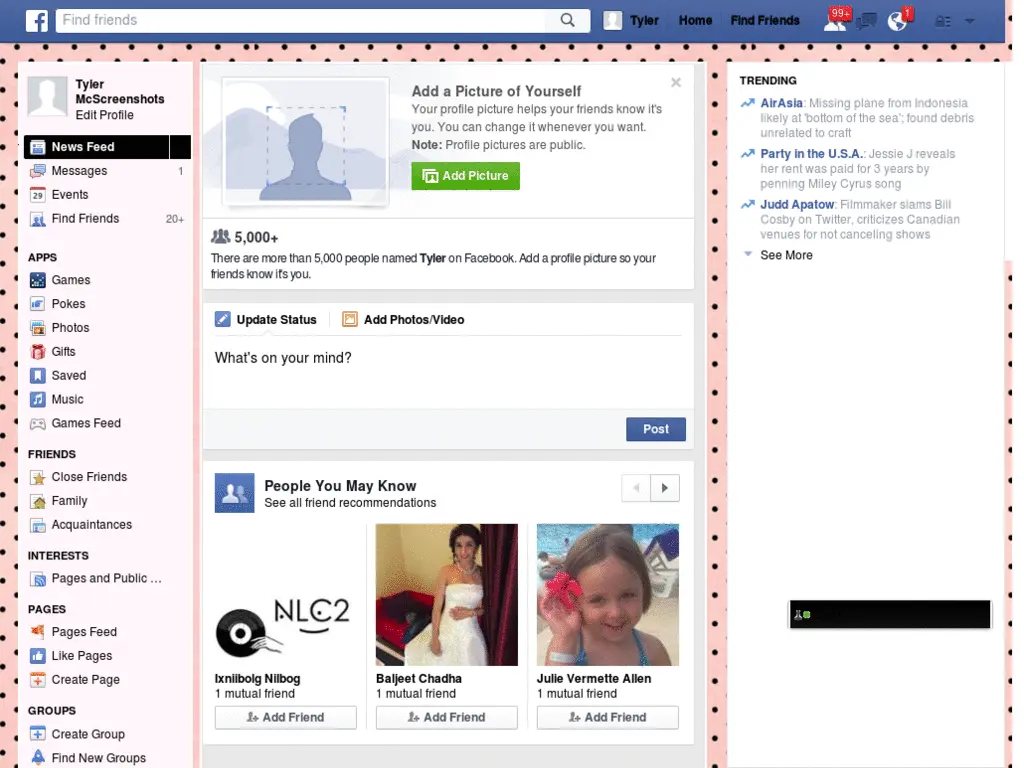 Find friends
Tyler
Home
Find Friends
99+
1
Tyler
McScreenshots
Edit Profile
News Feed
Messages 1
29 Events
Find Friends 20+
APPS
Games
Pokes
Photos
Gifts
Saved
Music
Games Feed
FRIENDS
Close Friends
Family
Acquaintances
INTERESTS
Pages and Public ...
PAGES
Pages Feed
Like Pages
Create Page
GROUPS
Create Group
Find New Groups
Add a Picture of Yourself
Your profile picture helps your friends know it's
you. You can change it whenever you want.
Note: Profile pictures are public.
Add Picture
5,000+
There are more than 5,000 people named Tyler on Facebook. Add a profile picture so your
friends know it's you.
Update Status
Add Photos/Video
What's on your mind?
Post
People You May Know
See all friend recommendations
NLC2
Ixniibolg Nilbog
1 mutual friend
Add Friend
Baljeet Chadha
1 mutual friend
Add Friend
Julie Vermette Allen
1 mutual friend
Add Friend
TRENDING
AirAsia: Missing plane from Indonesia
likely at 'bottom of the sea'; found debris
unrelated to craft
Party in the U.S.A.: Jessie J reveals
her rent was paid for 3 years by
penning Miley Cyrus song
Judd Apatow: Filmmaker slams Bill
Cosby on Twitter, criticizes Canadian
venues for not canceling shows
See More